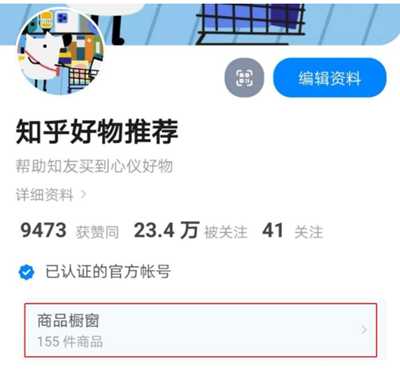 编辑资料
知乎好物推荐
帮助知友买到心仪好物
详细资料
9473 获赞同 23.4 万 被关注 41 关注
已认证的官方帐号
商品橱窗
155 件商品